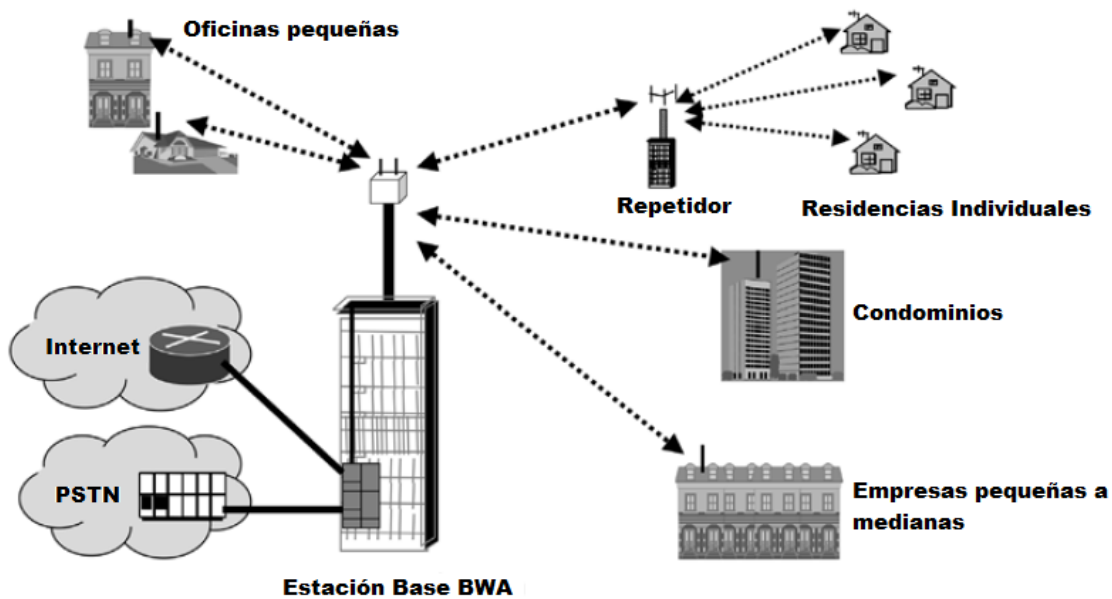 Oficinas pequeñas
Repetidor
Residencias Individuales
Condominios
Internet
PSTN
Empresas pequeñas a
medianas
Estación Base BWA